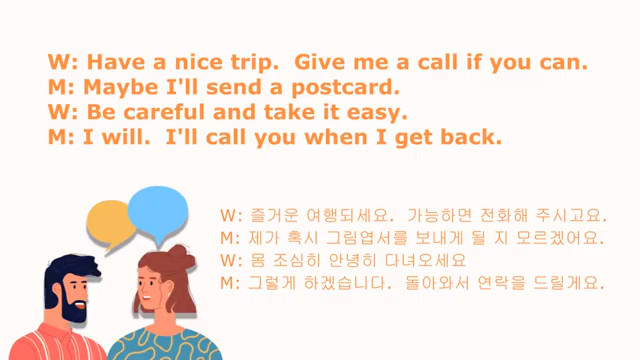 W: Have a nice trip.  Give me a call if you can.
M: Maybe I'll send a postcard.
W: Be careful and take it easy.
M: I will.  I'll call you when I get back.
W: 즐거운 여행되세요.  가능하면 전화해 주시고요.
M: 제가 혹시 그림엽서를 보내게 될 지 모르겠어요.
W: 몸 조심히 안녕히 다녀오세요
M: 그렇게 하겠습니다.  돌아와서 연락을 드릴게요.